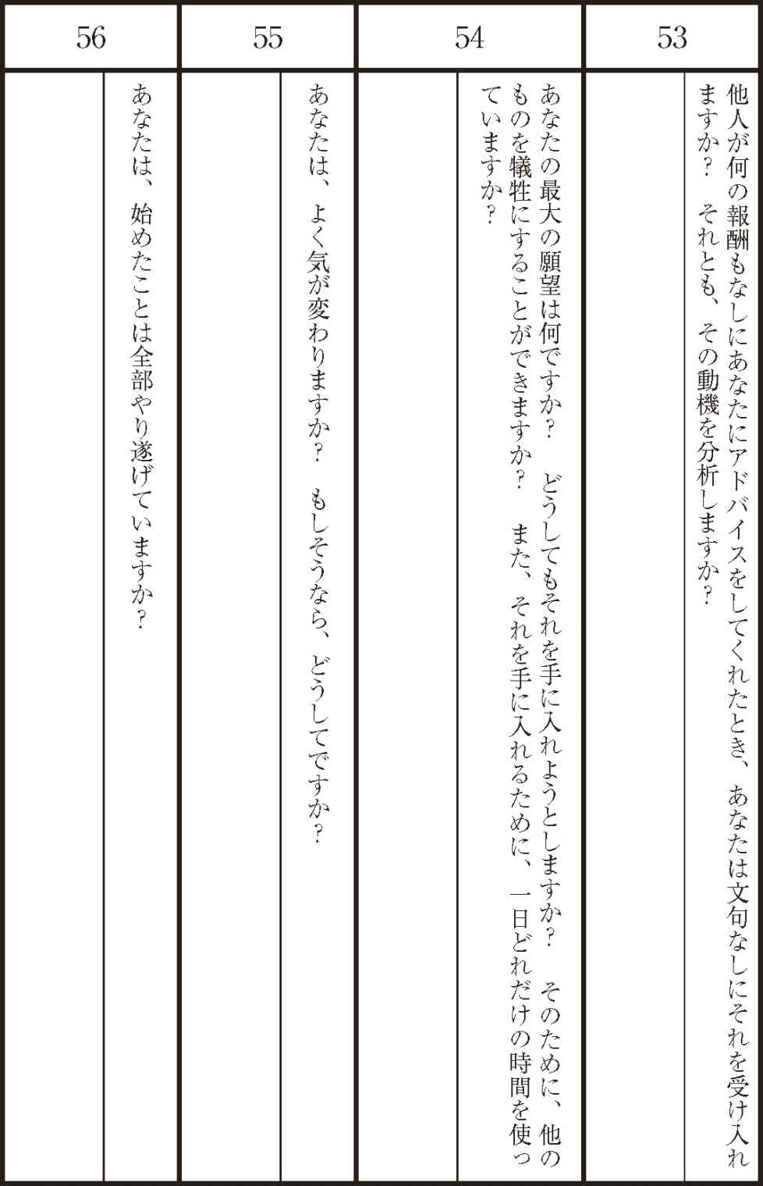 53
他人が何の報酬もなしにあなたにアドバイスをしてくれたとき、あなたは文句なしにそれを受け入れ
ますか？　それとも、その動機を分析しますか？
54
あなたの最大の願望は何ですか？　どうしてもそれを手に入れようとしますか？　そのために、他の
ものを犠牲にすることができますか？　また、それを手に入れるために、一日どれだけの時間を使っ
ていますか？
55
あなたは、よく気が変わりますか？　もしそうなら、どうしてですか？
56
あなたは、始めたことは全部やり遂げていますか？